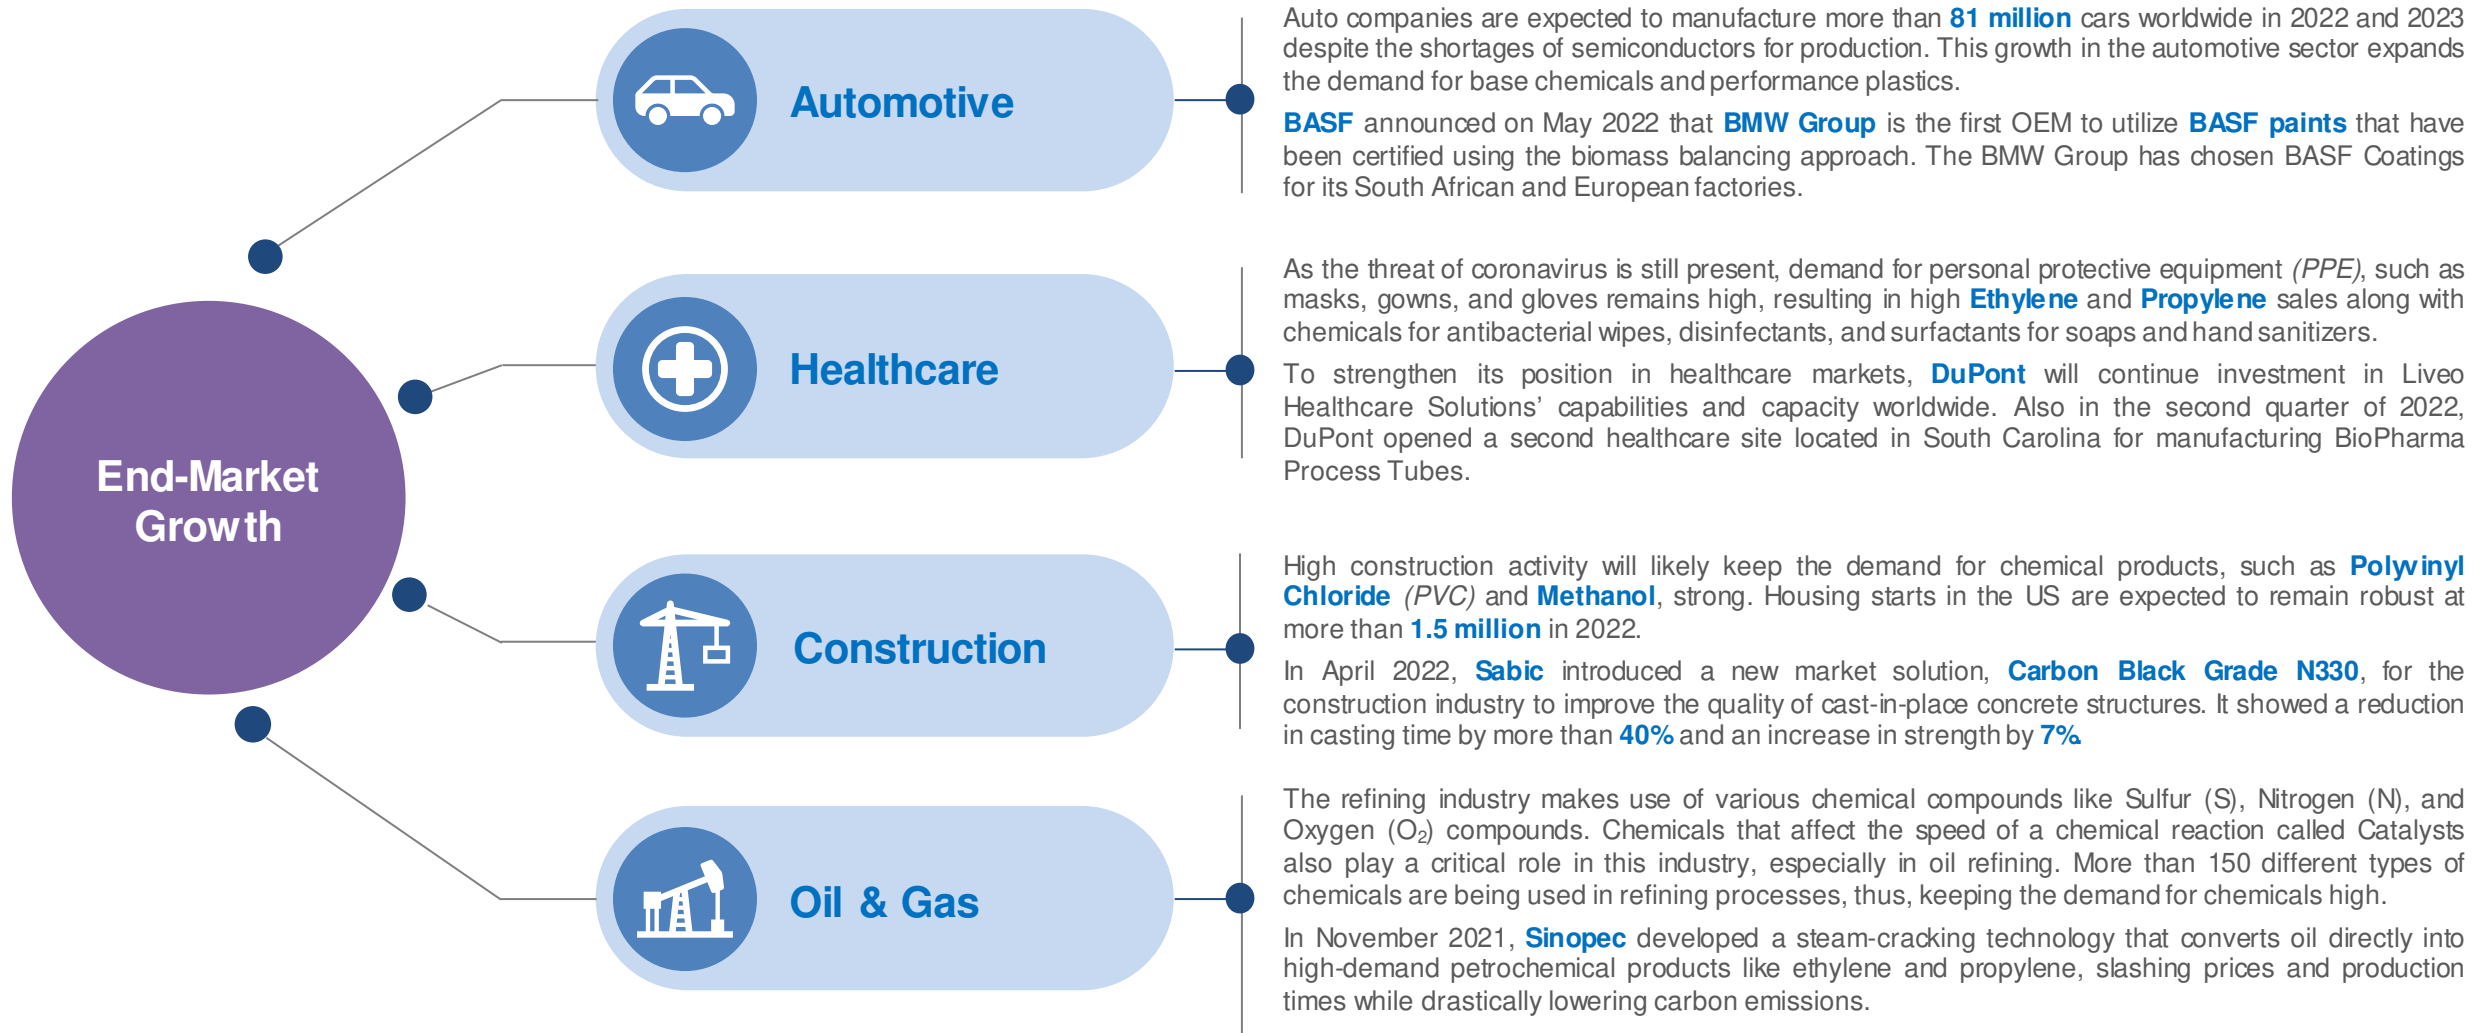 End-Market
Growth
Automotive
Auto companies are expected to manufacture more than 81 million cars worldwide in 2022 and 2023
despite the shortages of semiconductors for production. This growth in the automotive sector expands
the demand for base chemicals and performance plastics.
BASF announced on May 2022 that BMW Group is the first OEM to utilize BASF paints that have
been certified using the biomass balancing approach. The BMW Group has chosen BASF Coatings
for its South African and European factories.
Healthcare
As the threat of coronavirus is still present, demand for personal protective equipment (PPE), such as
masks, gowns, and gloves remains high, resulting in high Ethylene and Propylene sales along with
chemicals for antibacterial wipes, disinfectants, and surfactants for soaps and hand sanitizers.
To strengthen its position in healthcare markets, DuPont will continue investment in Liveo
Healthcare Solutions’ capabilities and capacity worldwide. Also in the second quarter of 2022,
DuPont opened a second healthcare site located in South Carolina for manufacturing BioPharma
Process Tubes.
Construction
High construction activity will likely keep the demand for chemical products, such as Polyvinyl
Chloride (PVC) and Methanol, strong. Housing starts in the US are expected to remain robust at
more than 1.5 million in 2022.
In April 2022, Sabic introduced a new market solution, Carbon Black Grade N330, for the
construction industry to improve the quality of cast-in-place concrete structures. It showed a reduction
in casting time by more than 40% and an increase in strength by 7%.
Oil & Gas
The refining industry makes use of various chemical compounds like Sulfur (S), Nitrogen (N), and
Oxygen (O₂) compounds. Chemicals that affect the speed of a chemical reaction called Catalysts
also play a critical role in this industry, especially in oil refining. More than 150 different types of
chemicals are being used in refining processes, thus, keeping the demand for chemicals high.
In November 2021, Sinopec developed a steam-cracking technology that converts oil directly into
high-demand petrochemical products like ethylene and propylene, slashing prices and production
times while drastically lowering carbon emissions.